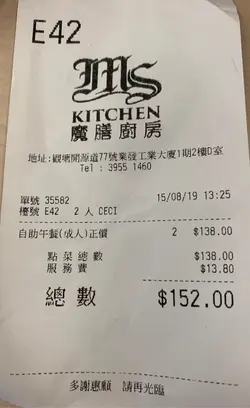 E42
MS
KITCHEN
魔膳廚房
地址:觀塘開源道77號業發工業大廈1期2樓D室
Tel : 3955 1460
單號 35582 15/08/19 13:25
檯號 E42 2 人 CECI
自助午餐(成人)正價 2 $138.00
點菜總數 $138.00
服務費 $13.80
總數 $152.00
多謝惠顧 請再光臨